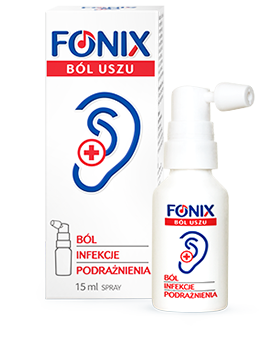 FONIX
BÓL USZU
BÓL
INFEKCJE
PODRAŻNIENIA
15 ml SPRAY
FONIX
BÓL USZU
BÓL
INFEKCJE
PODRAŻNIENIA